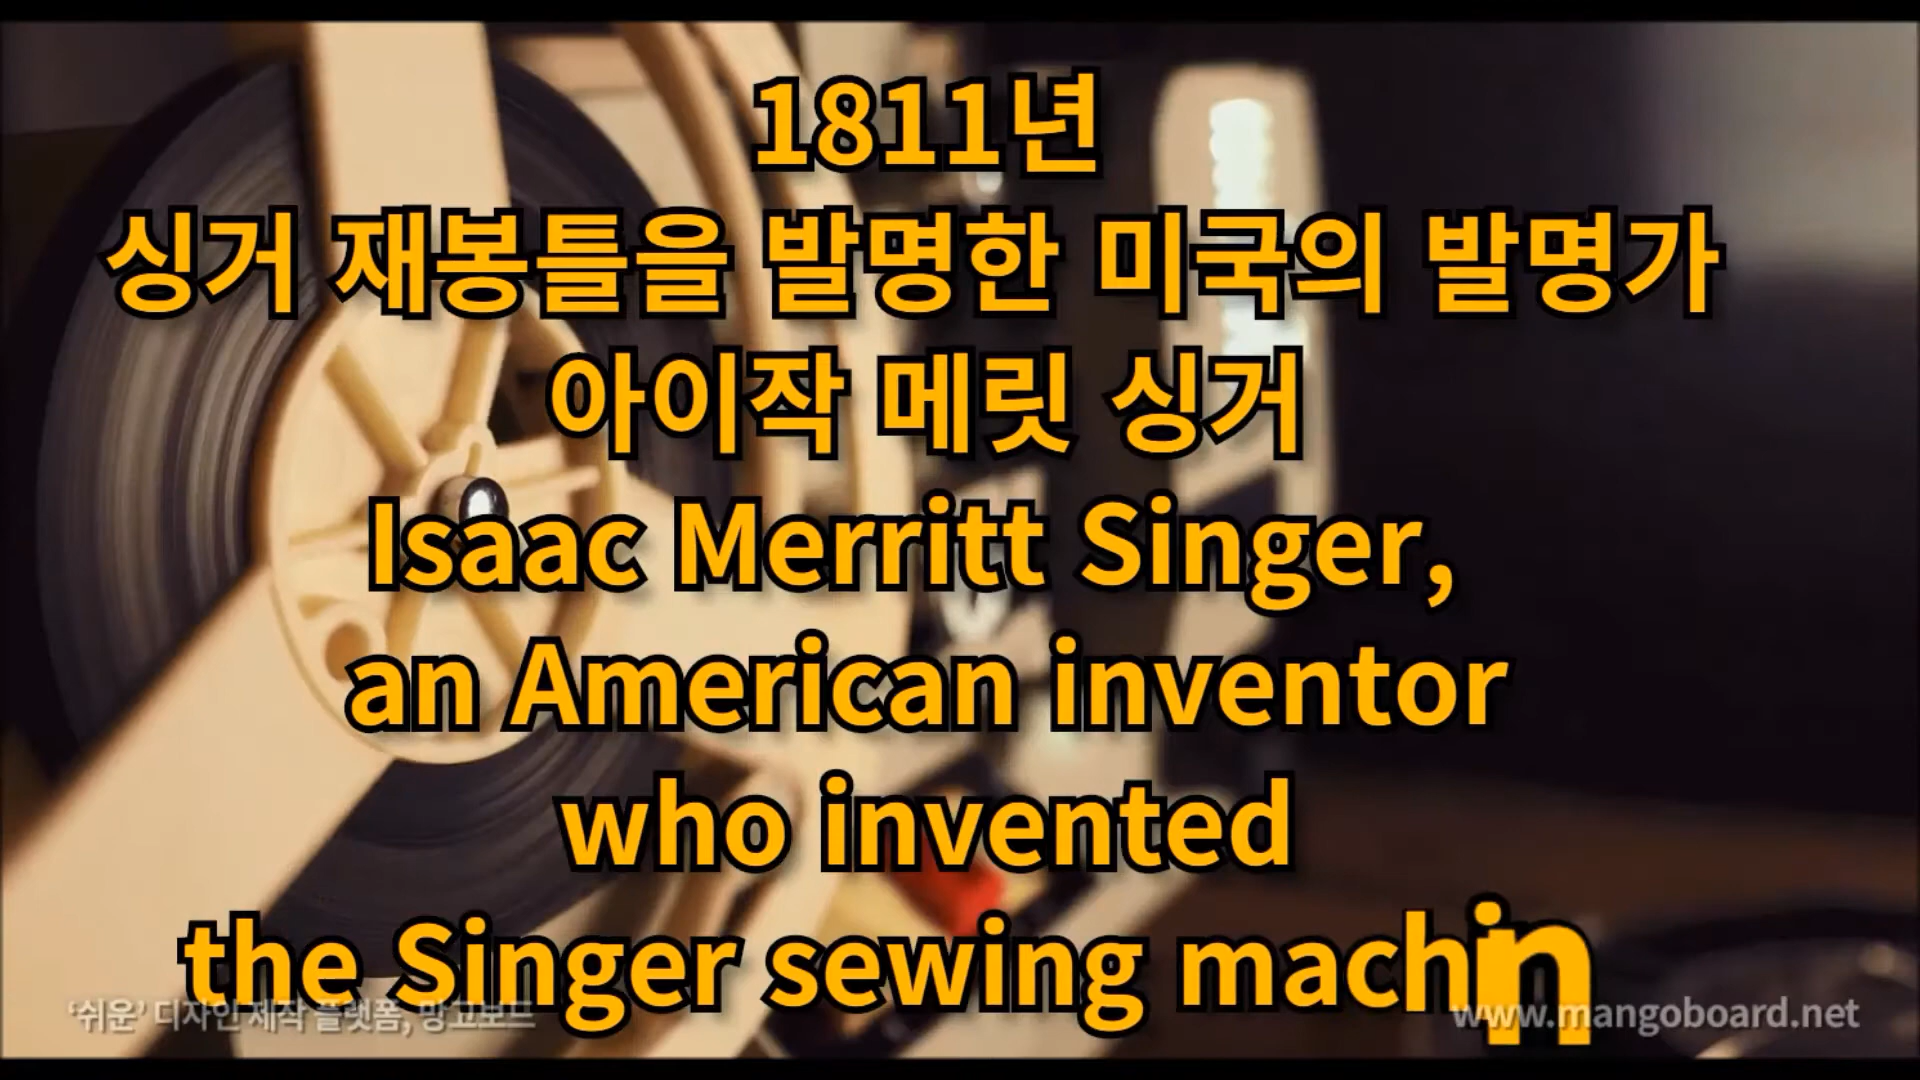 1811년
싱거 재봉틀을 발명한 미국의 발명가
아이작 메릿 싱거
Isaac Merritt Singer,
an American inventor
who invented
the Singer sewing machin
‘쉬운’ 디자인 제작 플랫폼, 망고보드
www.mangoboard.net